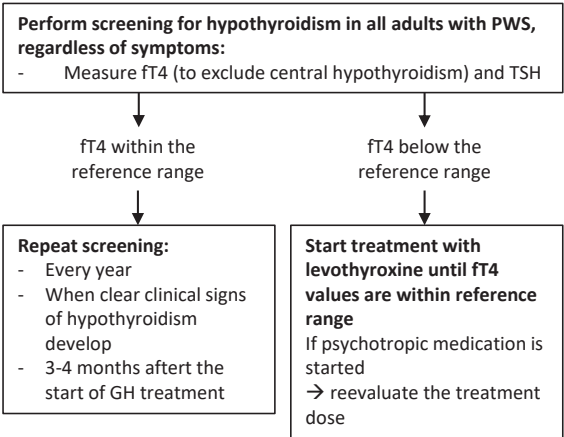 Perform screening for hypothyroidism in all adults with PWS,
regardless of symptoms:
- Measure fT4 (to exclude central hypothyroidism) and TSH
fT4 within the
reference range
fT4 below the
reference range
Repeat screening:
- Every year
- When clear clinical signs
of hypothyroidism
develop
- 3-4 months aftert the
start of GH treatment
Start treatment with
levothyroxine until fT4
values are within reference
range
If psychotropic medication is
started
→ reevaluate the treatment
dose